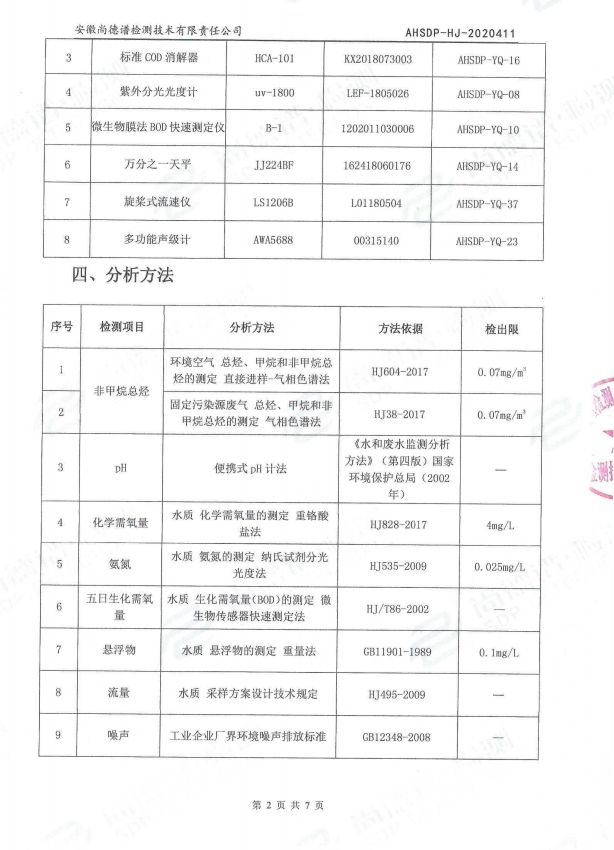 安徽尚德谱检测技术有限责任公司 AHSDP-HJ-2020411
3 标准 COD 消解器 HCA-101 KX2018073003 AHSDP-YQ-16
4 紫外分光光度计 uv-1800 LEF-1805026 AHSDP-YQ-08
5 微生物膜法 BOD 快速测定仪 B-1 I202011030006 AHSDP-YQ-10
6 万分之一天平 JJ224BF 162418060176 AHSDP-YQ-14
7 旋桨式流速仪 LS1206B L01180504 AHSDP-YQ-37
8 多功能声级计 AWA5688 00315140 AHSDP-YQ-23
四、分析方法
序号 检测项目 分析方法 方法依据 检出限
1 非甲烷总烃 环境空气 总烃、甲烷和非甲烷总
烃的测定 直接进样-气相色谱法 HJ604-2017 0.07mg/m³
2 固定污染源废气 总烃、甲烷和非
甲烷总烃的测定 气相色谱法 HJ38-2017 0.07mg/m³
3 pH 便携式 pH 计法 《水和废水监测分析
方法》（第四版）国家
环境保护总局（2002
年） —
4 化学需氧量 水质 化学需氧量的测定 重铬酸
盐法 HJ828-2017 4mg/L
5 氨氮 水质 氨氮的测定 纳氏试剂分光
光度法 HJ535-2009 0.025mg/L
6 五日生化需氧
量 水质 生化需氧量(BOD)的测定 微
生物传感器快速测定法 HJ/T86-2002 —
7 悬浮物 水质 悬浮物的测定 重量法 GB11901-1989 0.1mg/L
8 流量 水质 采样方案设计技术规定 HJ495-2009 —
9 噪声 工业企业厂界环境噪声排放标准 GB12348-2008 —
第 2 页 共 7 页